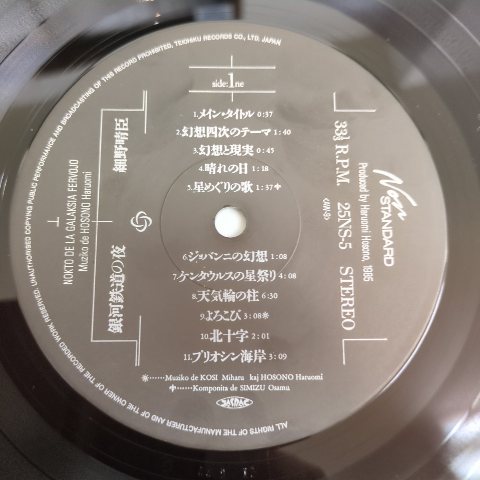 ALL RIGHTS OF THE MANUFACTURER AND OF THE OWNER OF THE RECORDED WORK RESERVED. UNAUTHORISED COPYING PUBLIC PERFORMANCE AND BROADCASTING OF THIS RECORD PROHIBITED. TEICHIKU RECORDS CO., LTD. JAPAN
side:1ne
1.メイン・タイトル 0:37
2.幻想四次のテーマ 1:40
3.幻想と現実 0:45
4.晴れの日 1:18
5.星めぐりの歌 1:37
6.ジョバンニの幻想 1:08
7.ケンタウルスの星祭り 4:08
8.天気輪の柱 6:30
9.よろこび 3:08※
10.北十字 2:01
11.プリオシン海岸 3:09
※……Muziko de KOSI Miharu kaj HOSONO Haruomi
……Komponita de SIMIZU Osamu
銀河鉄道の夜 細野晴臣
NOKTO DE LA GALAKSIA FERVOJO
Muziko de HOSONO Haruomi
Non
STANDARD
Produced by Haruomi Hosono, 1985
33⅓ R.P.M. 25NS-5 STEREO
JASRAC